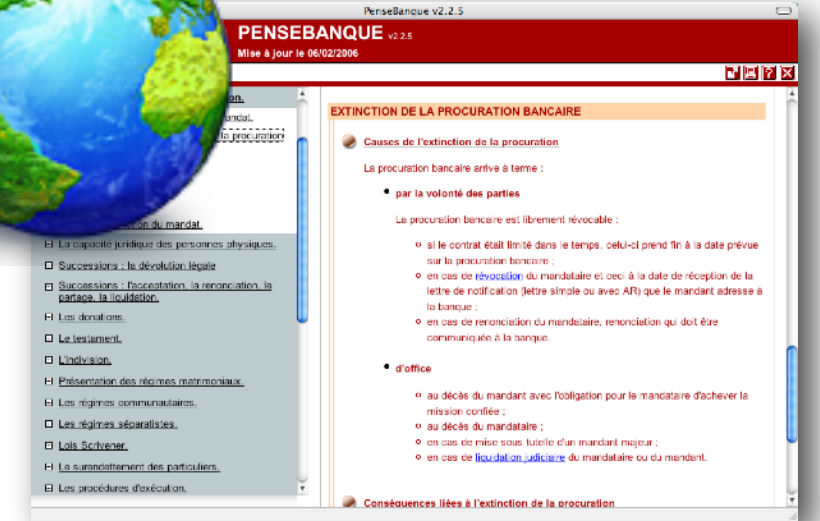 PenseBanque v2.2.5
PENSEBANQUE v2.2.5
Mise à jour le 06/02/2006
on.
andat.
la procuration
du mandat.
La capacité juridique des personnes physiques.
Successions : la dévolution légale
Successions : l'acceptation, la renonciation, le
partage, la liquidation.
Les donations.
Le testament.
L'indivision.
Présentation des régimes matrimoniaux.
Les régimes communautaires.
Les régimes séparatistes.
Lois Scrivener.
Le surendettement des particuliers.
Les procédures d'exécution.
EXTINCTION DE LA PROCURATION BANCAIRE
Causes de l'extinction de la procuration
La procuration bancaire arrive à terme :
par la volonté des parties
La procuration bancaire est librement révocable :
si le contrat était limité dans le temps, celui-ci prend fin à la date prévue
sur la procuration bancaire ;
en cas de révocation du mandataire et ceci à la date de réception de la
lettre de notification (lettre simple ou avec AR) que le mandant adresse à
la banque ;
en cas de renonciation du mandataire, renonciation qui doit être
communiquée à la banque.
d'office
au décès du mandant avec l'obligation pour le mandataire d'achever la
mission confiée ;
au décès du mandataire ;
en cas de mise sous tutelle d'un mandant majeur ;
en cas de liquidation judiciaire du mandataire ou du mandant.
Conséquences liées à l'extinction de la procuration